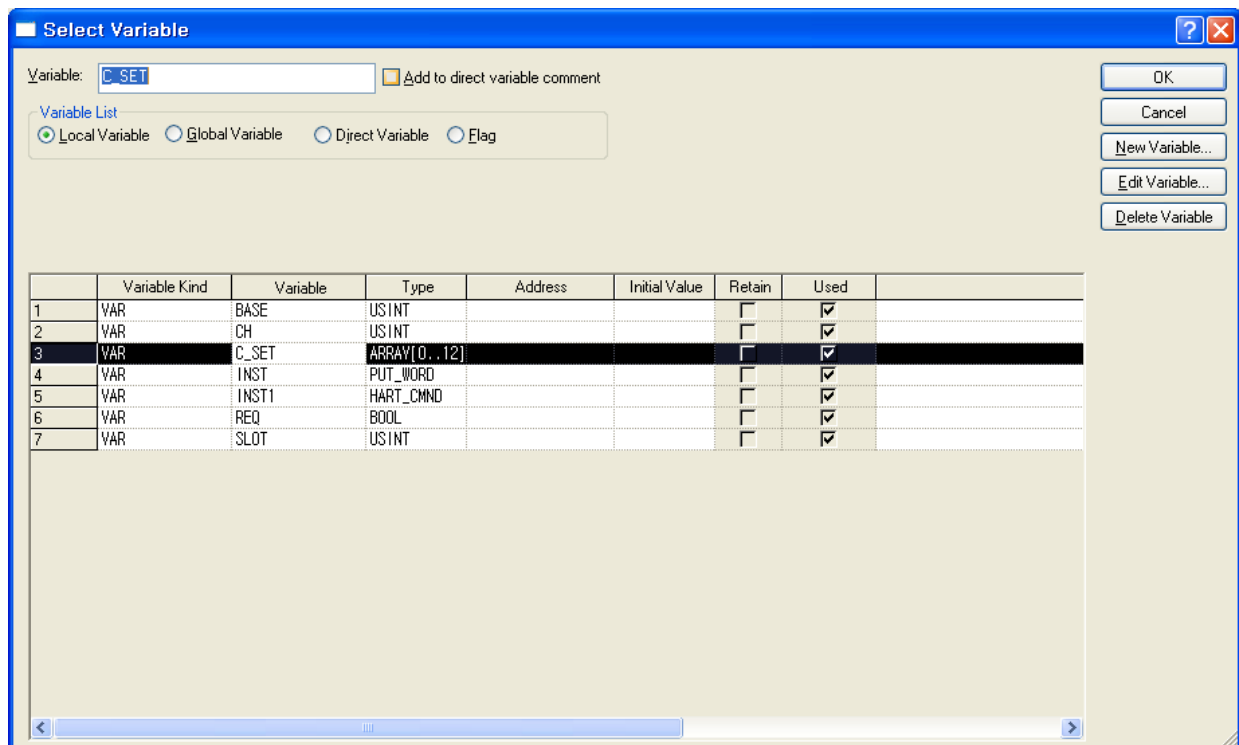 Select Variable
Variable: C_SET Add to direct variable comment OK
Variable List Cancel
Local Variable Global Variable Direct Variable Flag
New Variable...
Edit Variable...
Delete Variable
Variable Kind Variable Type Address Initial Value Retain Used
1 VAR BASE USINT
2 VAR CH USINT
3 VAR C_SET ARRAY[0..12]
4 VAR INST PUT_WORD
5 VAR INST1 HART_CMND
6 VAR REQ BOOL
7 VAR SLOT USINT